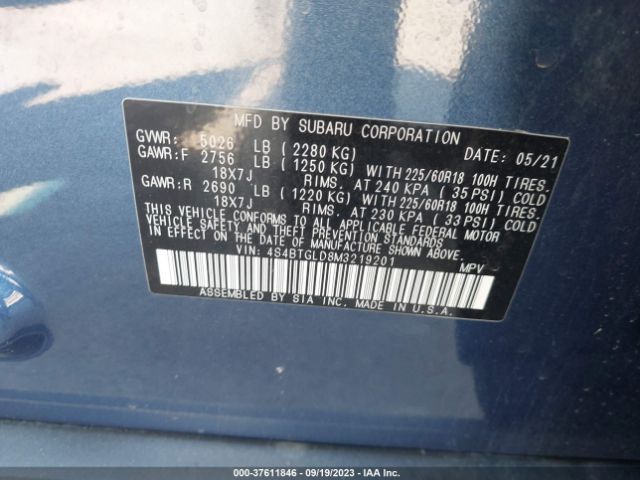 MFD BY SUBARU CORPORATION DATE: 05/21
GVWR: 5026 LB ( 2280 KG)
GAWR:F 2756 LB ( 1250 KG) WITH 225/60R18 100H TIRES.
18X7J RIMS. AT 240 KPA ( 35 PSI) COLD
GAWR:R 2690 LB ( 1220 KG) WITH 225/60R18 100H TIRES.
18X7J RIMS. AT 230 KPA ( 33 PSI) COLD
THIS VEHICLE CONFORMS TO ALL APPLICABLE FEDERAL MOTOR
VEHICLE SAFETY AND THEFT PREVENTION STANDARDS
IN EFFECT ON THE DATE OF MANUFACTURE SHOWN ABOVE.
VIN: 4S4BTGLD8M3219201 MPV
ASSEMBLED BY SIA INC. MADE IN U.S.A.
000-37611846 - 09/19/2023 - IAA Inc.